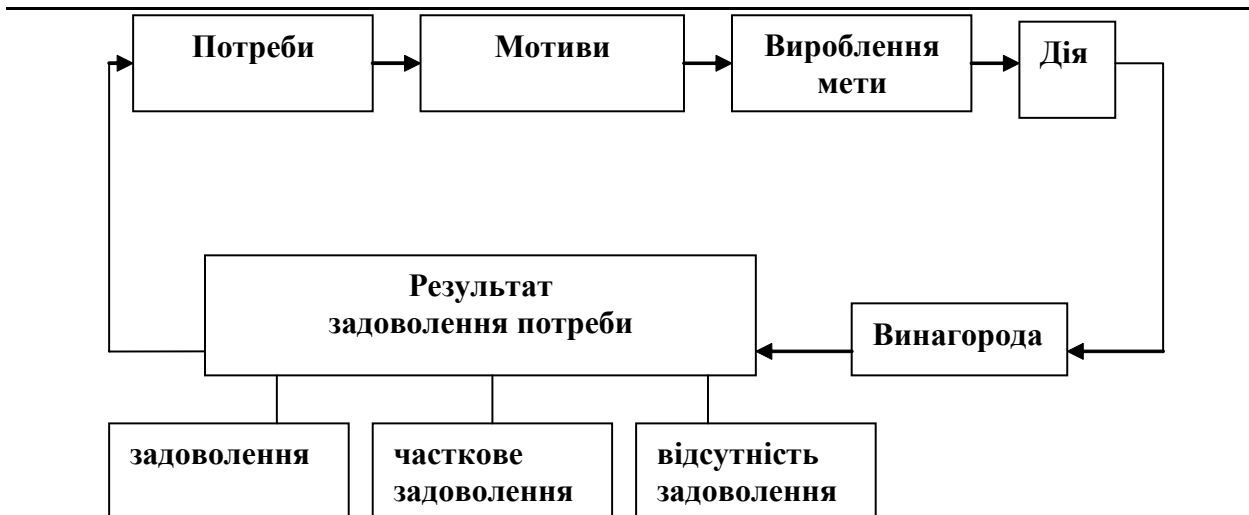 Потреби
Мотиви
Вироблення
мети
Дія
Результат
задоволення потреби
Винагорода
задоволення
часткове
задоволення
відсутність
задоволення